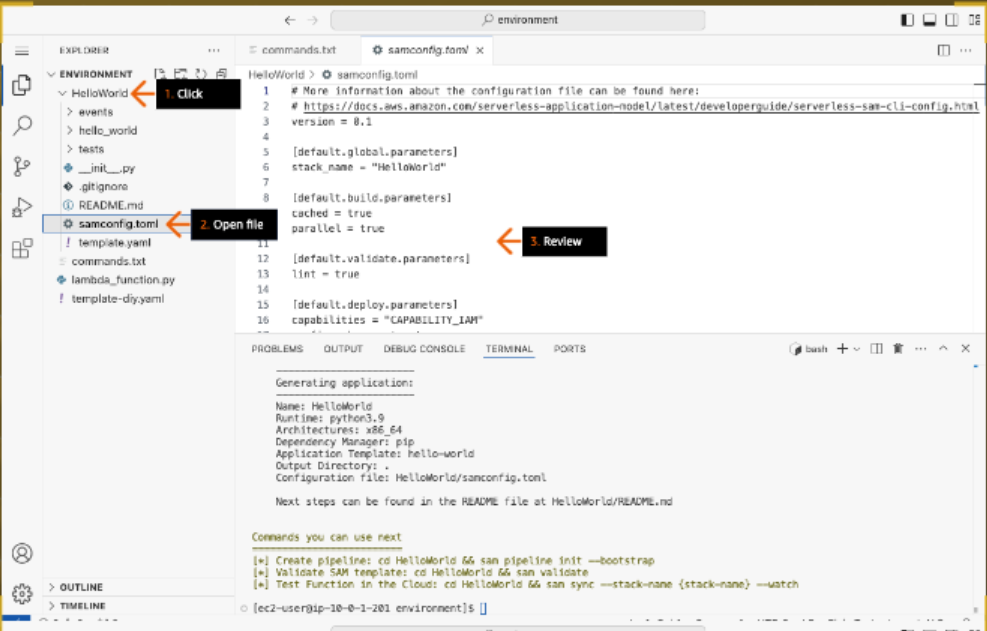 environment
EXPLORER
commands.txt
samconfig.toml
ENVIRONMENT
HelloWorld
1. Click
events
hello_world
tests
__init__.py
.gitignore
README.md
samconfig.toml
2. Open file
template.yaml
commands.txt
lambda_function.py
template-diy.yaml
OUTLINE
TIMELINE
HelloWorld > samconfig.toml
1 # More information about the configuration file can be found here:
2 # https://docs.aws.amazon.com/serverless-application-model/latest/developerguide/serverless-sam-cli-config.html
3 version = 0.1
4
5 [default.global.parameters]
6 stack_name = "HelloWorld"
7
8 [default.build.parameters]
cached = true
parallel = true
11
12 [default.validate.parameters]
13 lint = true
14
15 [default.deploy.parameters]
16 capabilities = "CAPABILITY_IAM"
3. Review
PROBLEMS OUTPUT DEBUG CONSOLE TERMINAL PORTS
bash
Generating application:
Name: HelloWorld
Runtime: python3.9
Architectures: x86_64
Dependency Manager: pip
Application Template: hello-world
Output Directory: .
Configuration file: HelloWorld/samconfig.toml
Next steps can be found in the README file at HelloWorld/README.md
Commands you can use next
[*] Create pipeline: cd HelloWorld && sam pipeline init --bootstrap
[*] Validate SAM template: cd HelloWorld && sam validate
[*] Test Function in the Cloud: cd HelloWorld && sam sync --stack-name {stack-name} --watch
[ec2-user@ip-10-0-1-201 environment]$